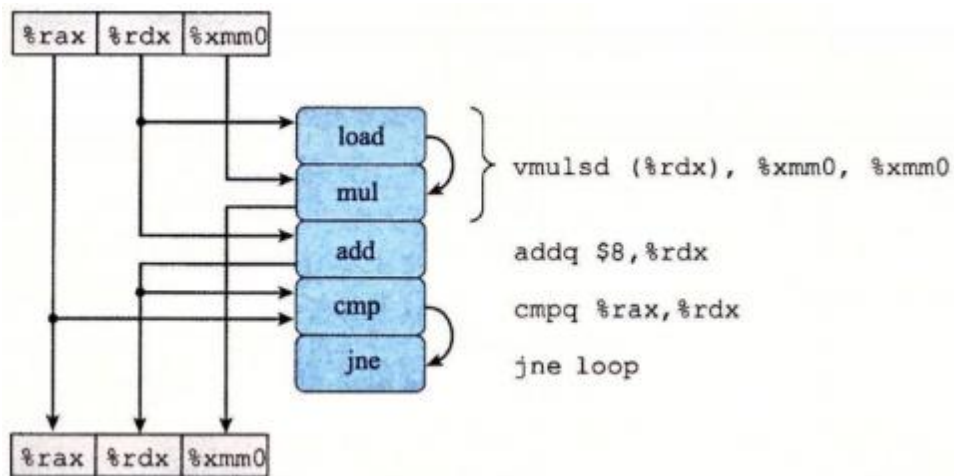 %rax %rdx %xmm0
load
mul
add
cmp
jne
vmulsd (%rdx), %xmm0, %xmm0
addq $8,%rdx
cmpq %rax,%rdx
jne loop
%rax %rdx %xmm0